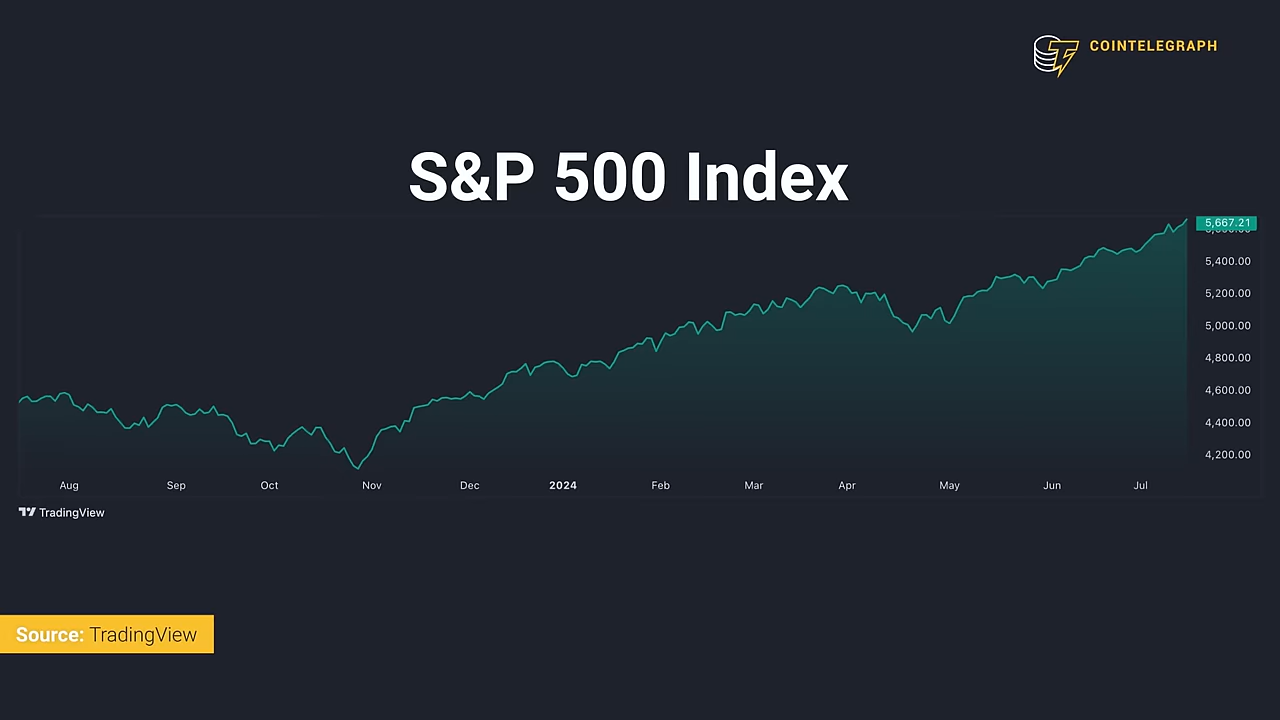 COINTELEGRAPH
S&P 500 Index
5,667.21
5,400.00
5,200.00
5,000.00
4,800.00
4,600.00
4,400.00
4,200.00
Aug Sep Oct Nov Dec 2024 Feb Mar Apr May Jun Jul
TradingView
Source: TradingView